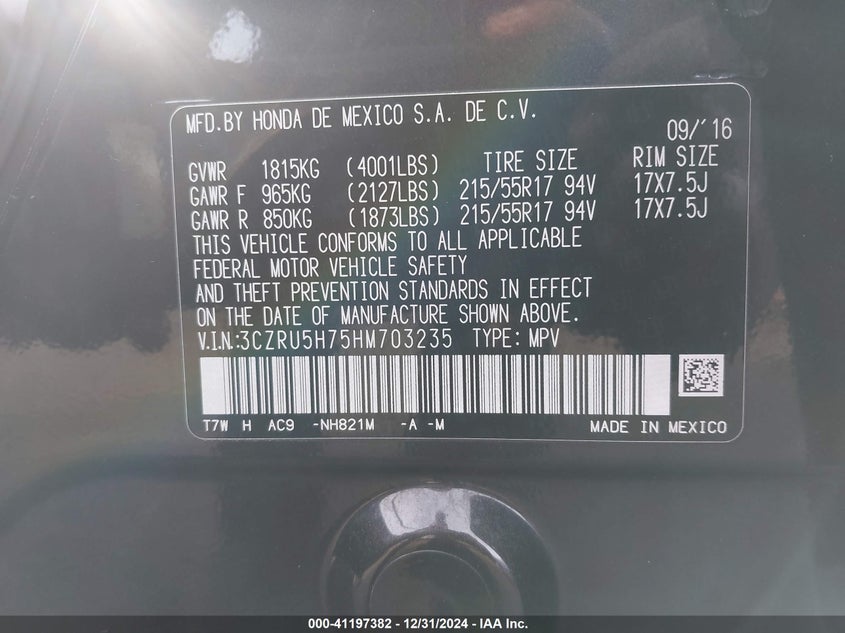 MFD.BY HONDA DE MEXICO S.A. DE C.V.
09/'16
GVWR 1815KG (4001LBS) TIRE SIZE RIM SIZE
GAWR F 965KG (2127LBS) 215/55R17 94V 17X7.5J
GAWR R 850KG (1873LBS) 215/55R17 94V 17X7.5J
THIS VEHICLE CONFORMS TO ALL APPLICABLE
FEDERAL MOTOR VEHICLE SAFETY
AND THEFT PREVENTION STANDARDS IN EFFECT
ON THE DATE OF MANUFACTURE SHOWN ABOVE.
V.I.N.:3CZRU5H75HM703235 TYPE: MPV
T7W H AC9 -NH821M -A -M MADE IN MEXICO
000-41197382 - 12/31/2024 - IAA Inc.